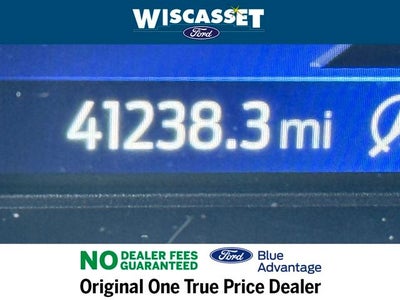 WISCASSET
Ford
41238.3 mi
NO DEALER FEES GUARANTEED
Ford
Blue Advantage
Original One True Price Dealer